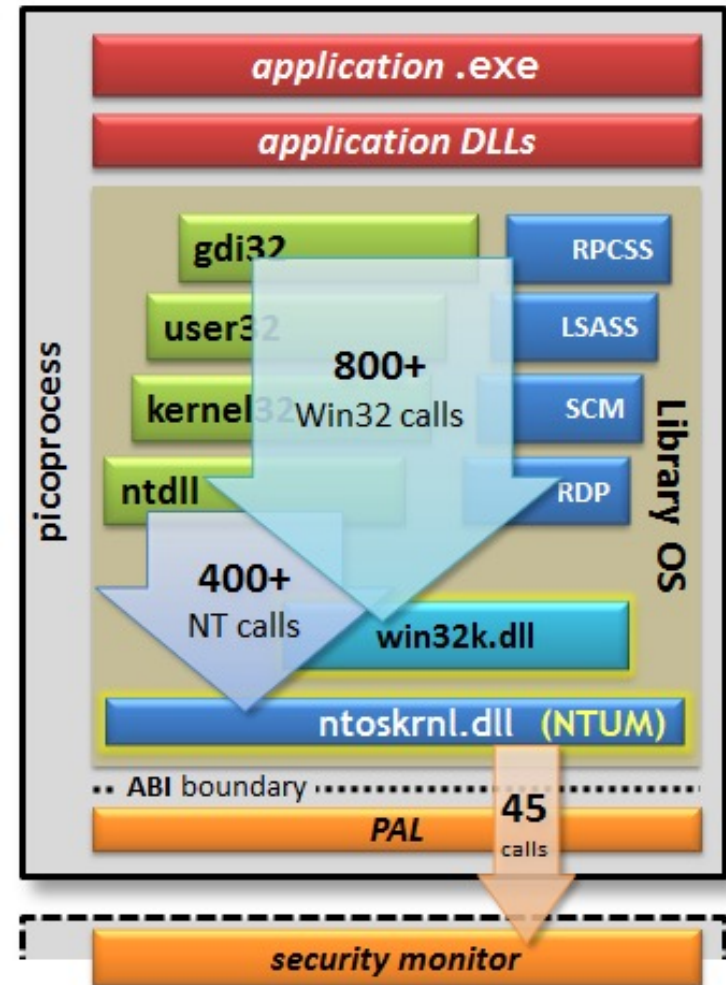 application .exe
application DLLs
picoprocess
Library OS
gdi32
RPCSS
user32
LSASS
kernel32
SCM
ntdll
RDP
800+
Win32 calls
400+
NT calls
win32k.dll
ntoskrnl.dll (NTUM)
ABI boundary
PAL
45
calls
security monitor